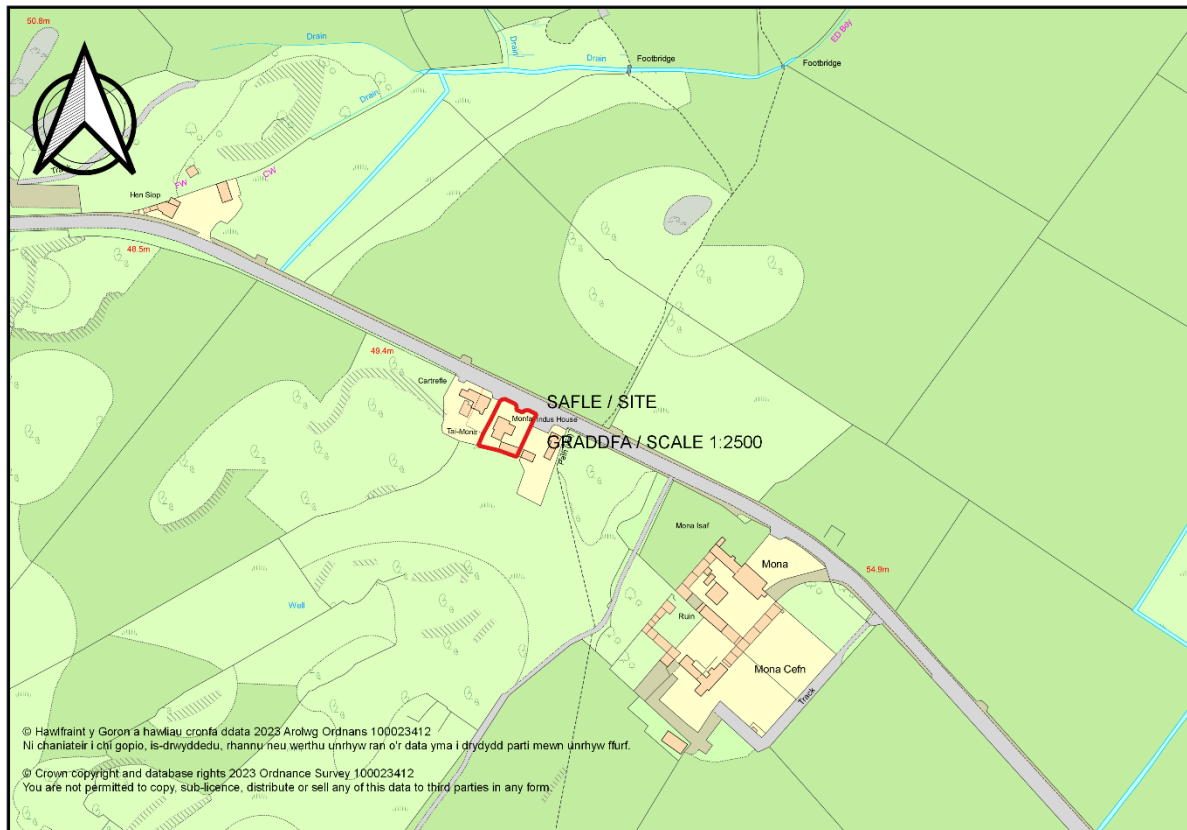 50.8m
Drain
Drain
Drain
ED Bdy
Footbridge
Footbridge
Drain
Track
FW
CW
Hen Siop
48.5m
49.4m
Cartrefle
SAFLE / SITE
Indus House
Tai-Mona
GRADDFA / SCALE 1:2500
Path
Mona Isaf
Mona
54.9m
Well
Ruin
Mona Cefn
Track
© Hawlfraint y Goron a hawliau cronfa ddata 2023 Arolwg Ordnans 100023412
Ni chaniateir i chi gopio, is-drwyddedu, rhannu neu werthu unrhyw ran o'r data yma i drydydd parti mewn unrhyw ffurf.
© Crown copyright and database rights 2023 Ordnance Survey 100023412
You are not permitted to copy, sub-licence, distribute or sell any of this data to third parties in any form.